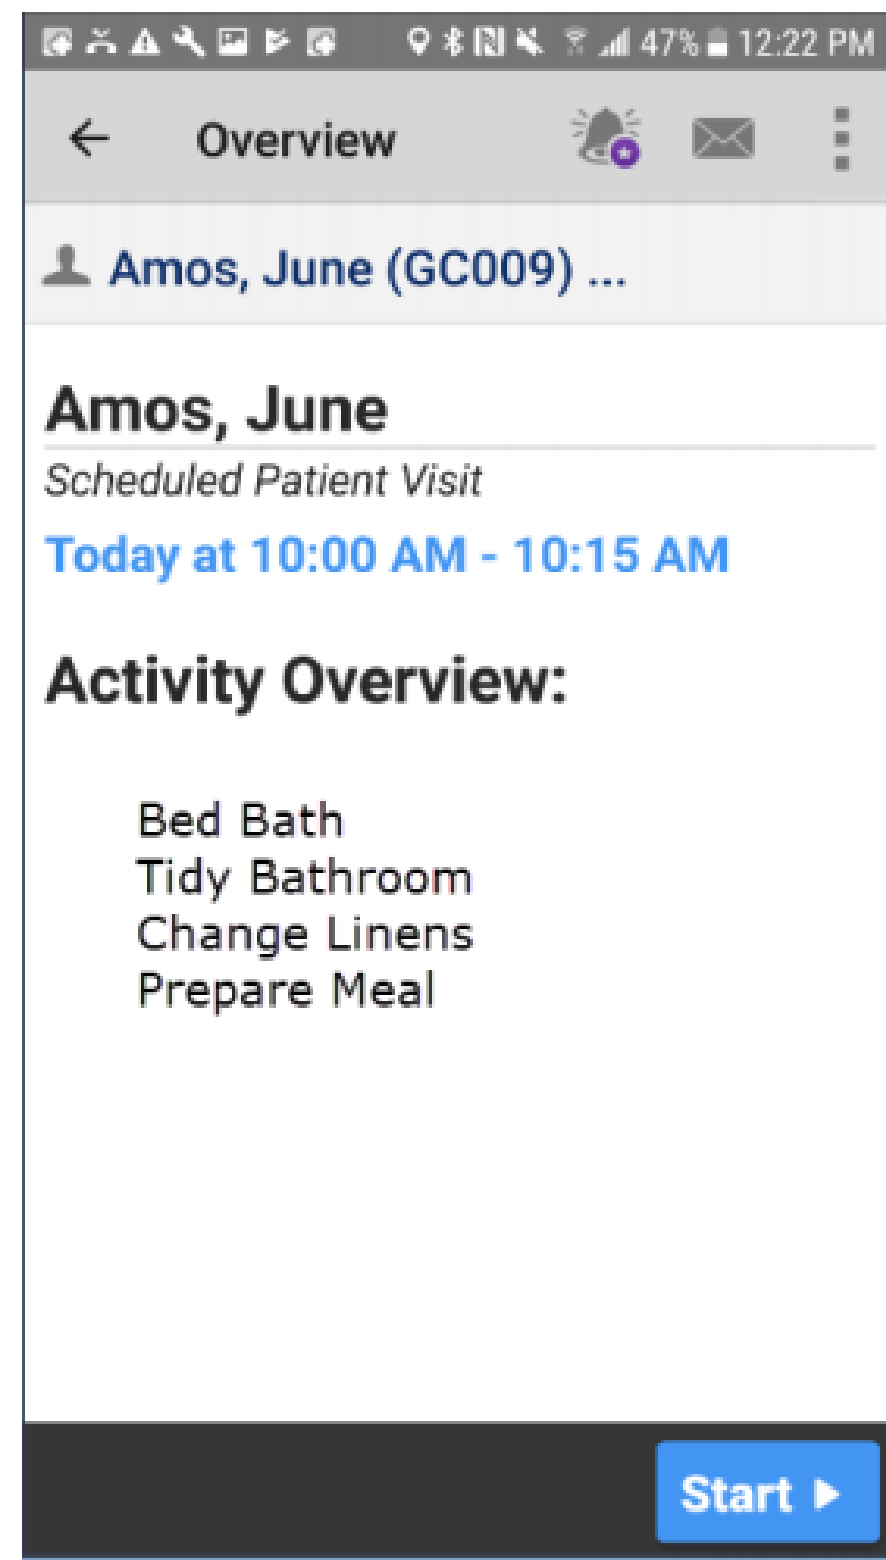 47% 12:22 PM
Overview
Amos, June (GC009) ...
Amos, June
Scheduled Patient Visit
Today at 10:00 AM - 10:15 AM
Activity Overview:
Bed Bath
Tidy Bathroom
Change Linens
Prepare Meal
Start